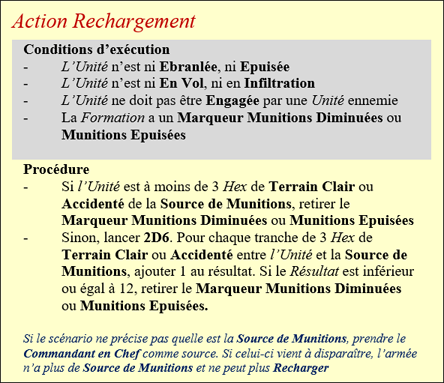 Action Rechargement
Conditions d’exécution
- L’Unité n’est ni Ebranlée, ni Epuisée
- L’Unité n’est ni En Vol, ni en Infiltration
- L’Unité ne doit pas être Engagée par une Unité ennemie
- La Formation a un Marqueur Munitions Diminuées ou
Munitions Epuisées
Procédure
- Si l’Unité est à moins de 3 Hex de Terrain Clair ou
Accidenté de la Source de Munitions, retirer le
Marqueur Munitions Diminuées ou Munitions Epuisées
- Sinon, lancer 2D6. Pour chaque tranche de 3 Hex de
Terrain Clair ou Accidenté entre l’Unité et la Source de
Munitions, ajouter 1 au résultat. Si le Résultat est inférieur
ou égal à 12, retirer le Marqueur Munitions Diminuées
ou Munitions Epuisées.
Si le scénario ne précise pas quelle est la Source de Munitions, prendre le
Commandant en Chef comme source. Si celui-ci vient à disparaître, l’armée
n’a plus de Source de Munitions et ne peut plus Recharger